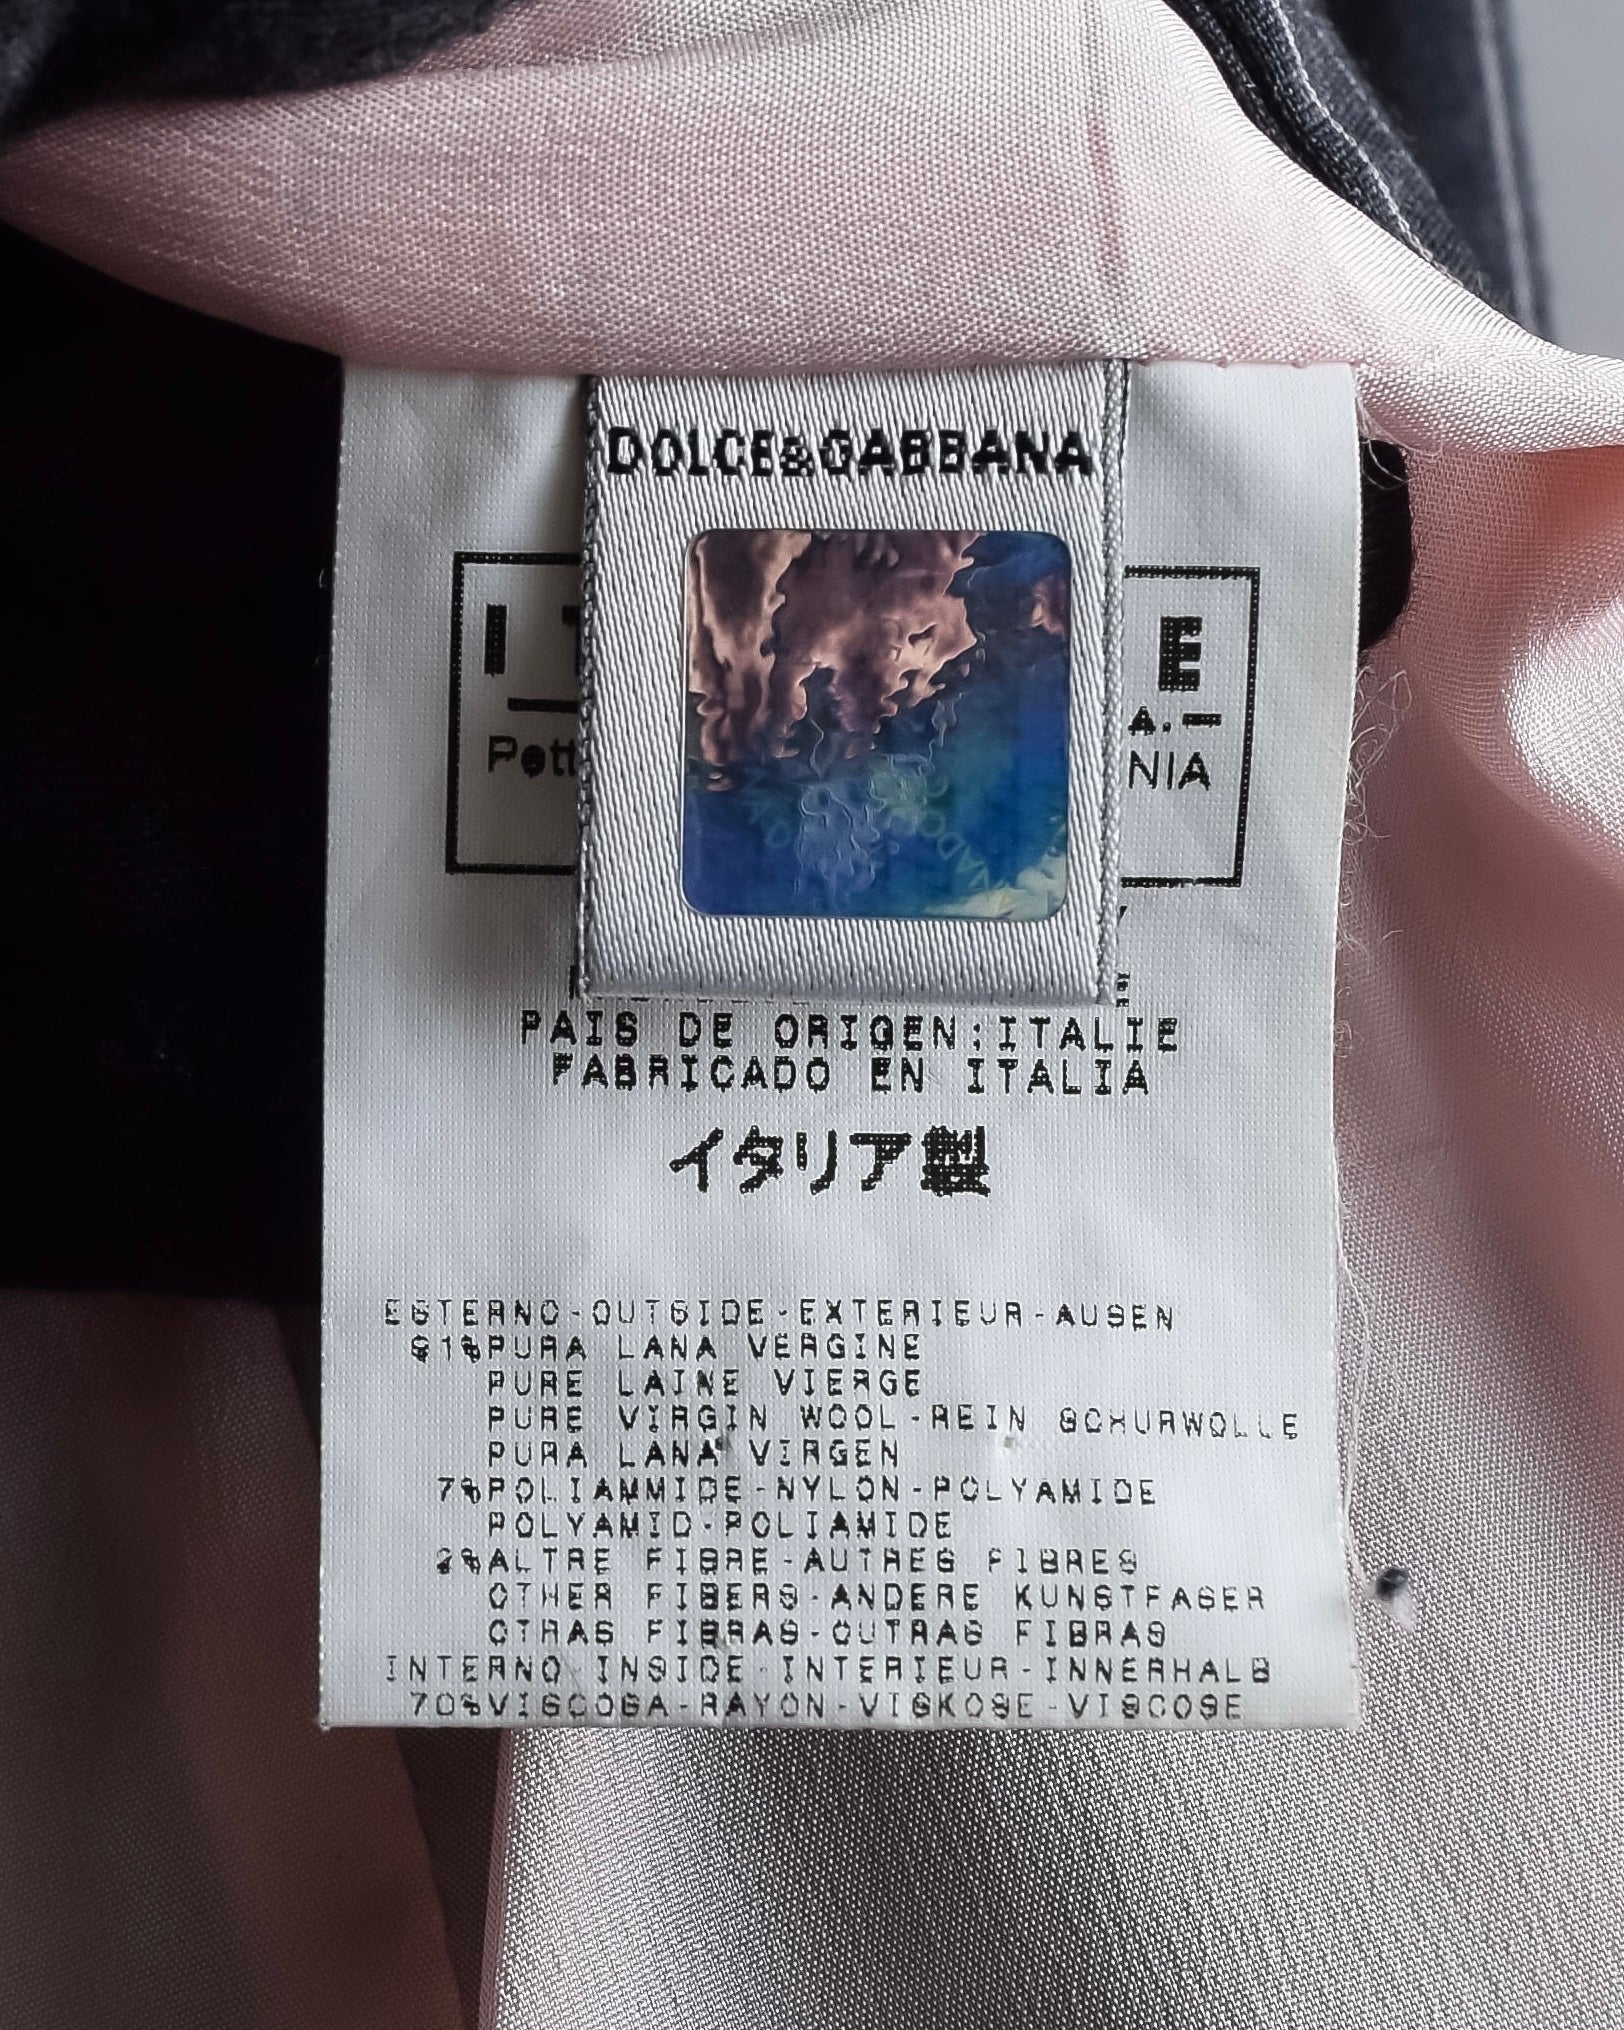 DOLCE&GABBANA
I E
A.
Pett NIA
PAIS DE ORIGEN:ITALIE
FABRICADO EN ITALIA
イタリア製
ESTERNO-OUTSIDE-EXTERIEUR-AUSEN
91%PURA LANA VERGINE
PURE LAINE VIERGE
PURE VIRGIN WOOL-REIN SCHURWOLLE
PURA LANA VIRGEN
7%POLIAMMIDE-NYLON-POLYAMIDE
POLYAMID-POLIAMIDE
2%ALTRE FIBRE-AUTRES FIBRES
OTHER FIBERS-ANDERE KUNSTFASER
OTRAS FIBRAS-OUTRAS FIBRAS
INTERNO-INSIDE-INTERIEUR-INNERHALB
70%VISCOSA-RAYON-VISKOSE-VISCOSE